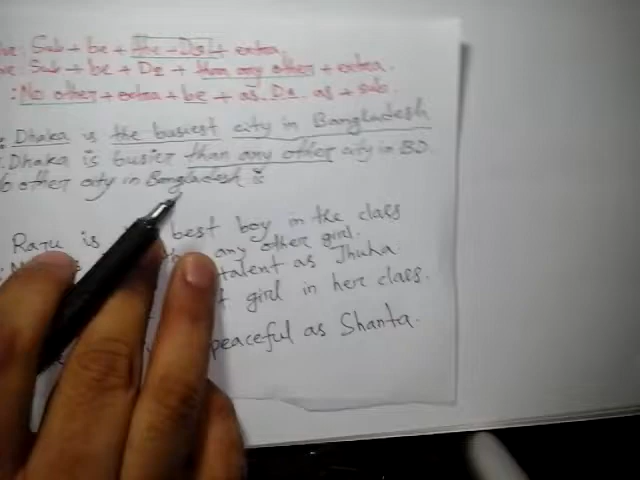 : Sub + be + the + Ds + extra.
: Sub + be + D2 + than any other + extra.
: No other + extra + be + as D2 as + sub.
: Dhaka is the busiest city in Bangladesh
: Dhaka is busier than any other city in BD.
other city in Bangladesh is
Raju is best boy in the class
any other girl.
talent as Jhuha
girl in her class.
peaceful as Shanta.